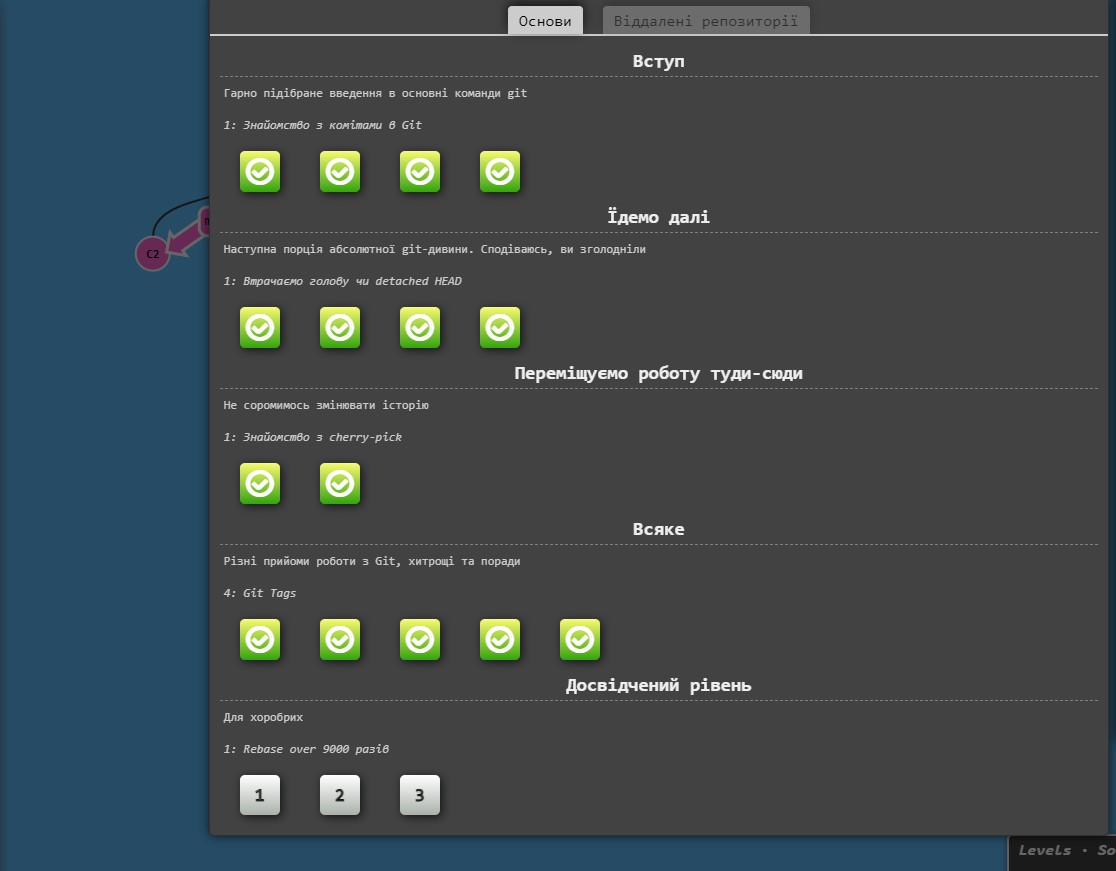 Основи Віддалені репозиторії
Вступ
Гарно підібране введення в основні команди git
1: Знайомство з комітами в Git
Їдемо далі
Наступна порція абсолютної git-дивини. Сподіваюсь, ви зголодніли
1: Втрачаємо голову чи detached HEAD
C2
Переміщуємо роботу туди-сюди
Не соромимось змінювати історію
1: Знайомство з cherry-pick
Всяке
Різні прийоми роботи з Git, хитрощі та поради
4: Git Tags
Досвідчений рівень
Для хоробрих
1: Rebase over 9000 разів
1 2 3
Levels · So